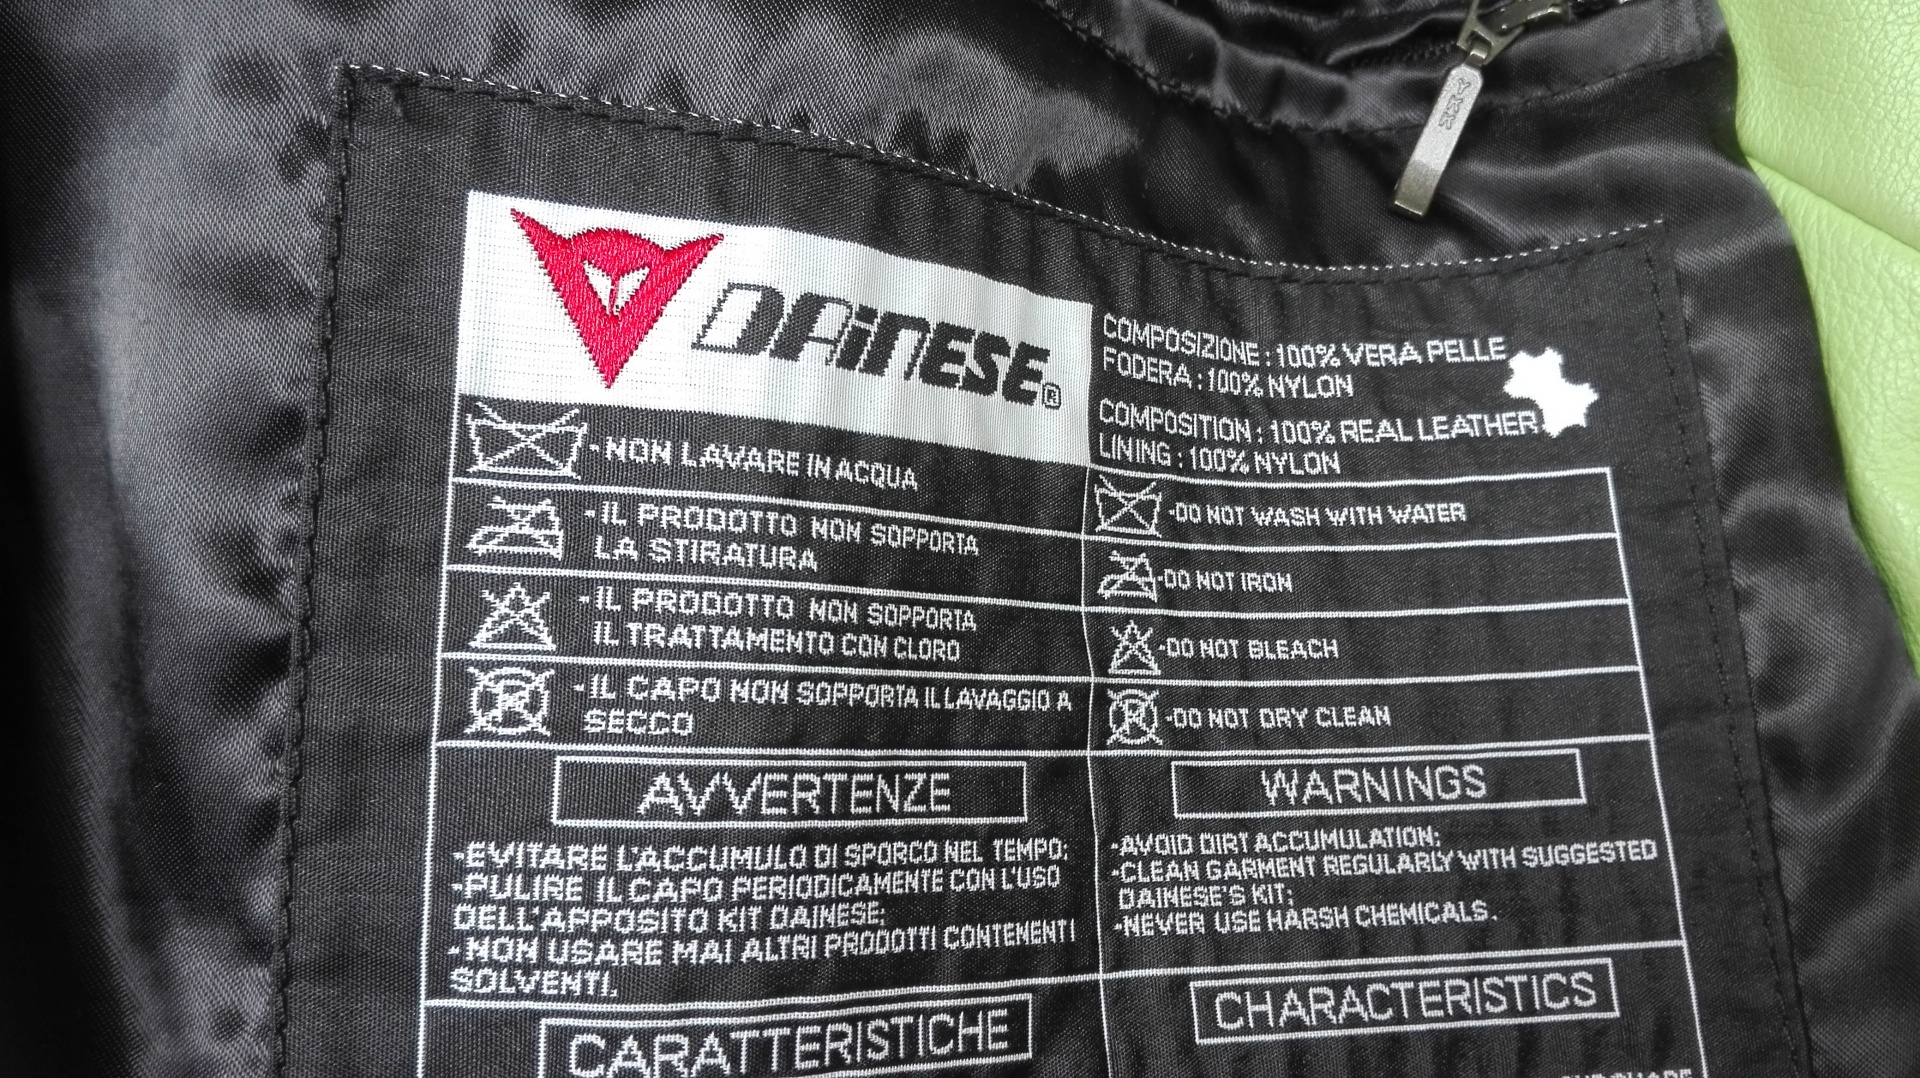 YKK
DAINESE®
COMPOSIZIONE : 100% VERA PELLE
FODERA : 100% NYLON
COMPOSITION : 100% REAL LEATHER
LINING : 100% NYLON
-NON LAVARE IN ACQUA
-IL PRODOTTO NON SOPPORTA
LA STIRATURA
-IL PRODOTTO NON SOPPORTA
IL TRATTAMENTO CON CLORO
-IL CAPO NON SOPPORTA IL LAVAGGIO A
SECCO
-DO NOT WASH WITH WATER
-DO NOT IRON
-DO NOT BLEACH
-DO NOT DRY CLEAN
AVVERTENZE
-EVITARE L'ACCUMULO DI SPORCO NEL TEMPO;
-PULIRE IL CAPO PERIODICAMENTE CON L'USO
DELL'APPOSITO KIT DAINESE;
-NON USARE MAI ALTRI PRODOTTI CONTENENTI
SOLVENTI.
CARATTERISTICHE
WARNINGS
-AVOID DIRT ACCUMULATION;
-CLEAN GARMENT REGULARLY WITH SUGGESTED
DAINESE'S KIT;
-NEVER USE HARSH CHEMICALS.
CHARACTERISTICS